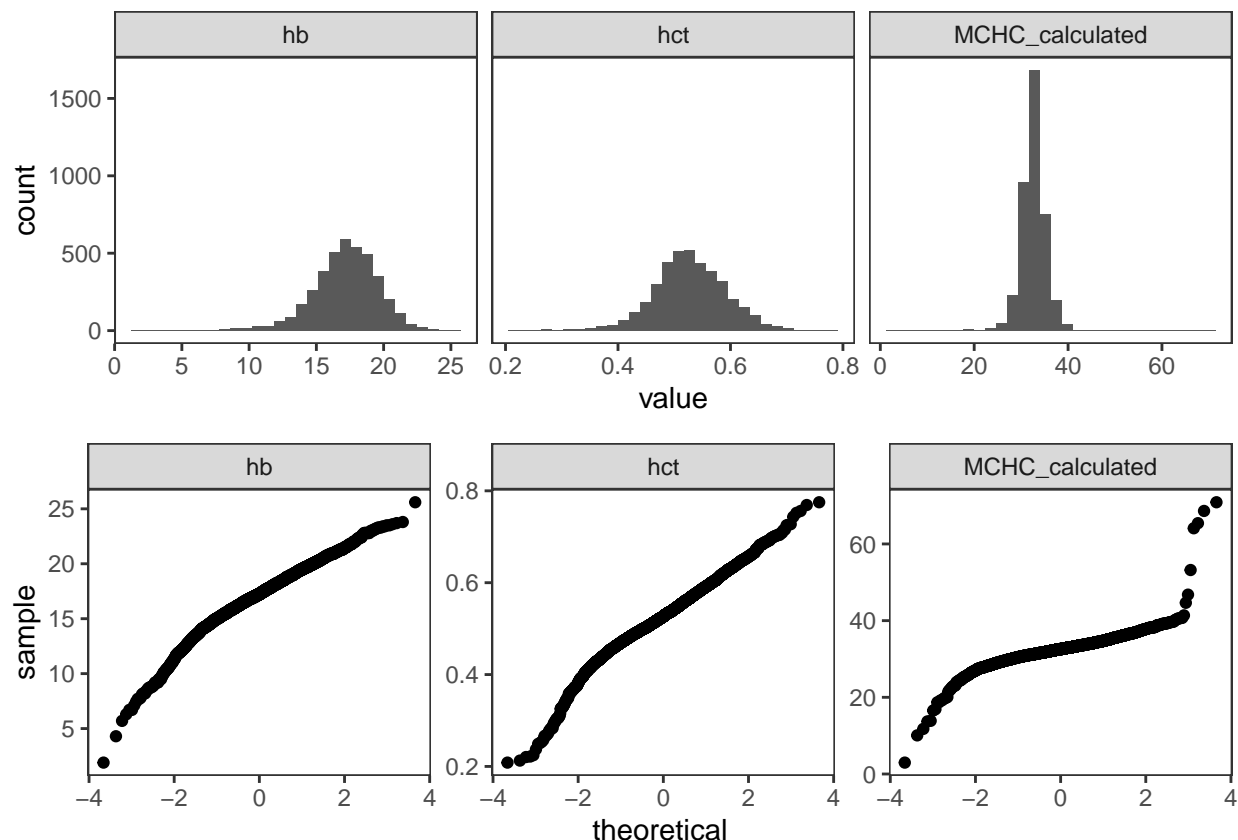 hb hct MCHC_calculated
1500
1000
500
0
count
0 5 10 15 20 25 0.2 0.4 0.6 0.8 0 20 40 60
value
hb hct MCHC_calculated
25
20
15
10
5
0.8
0.6
0.4
0.2
60
40
20
0
sample
−4 −2 0 2 4 −4 −2 0 2 4 −4 −2 0 2 4
theoretical